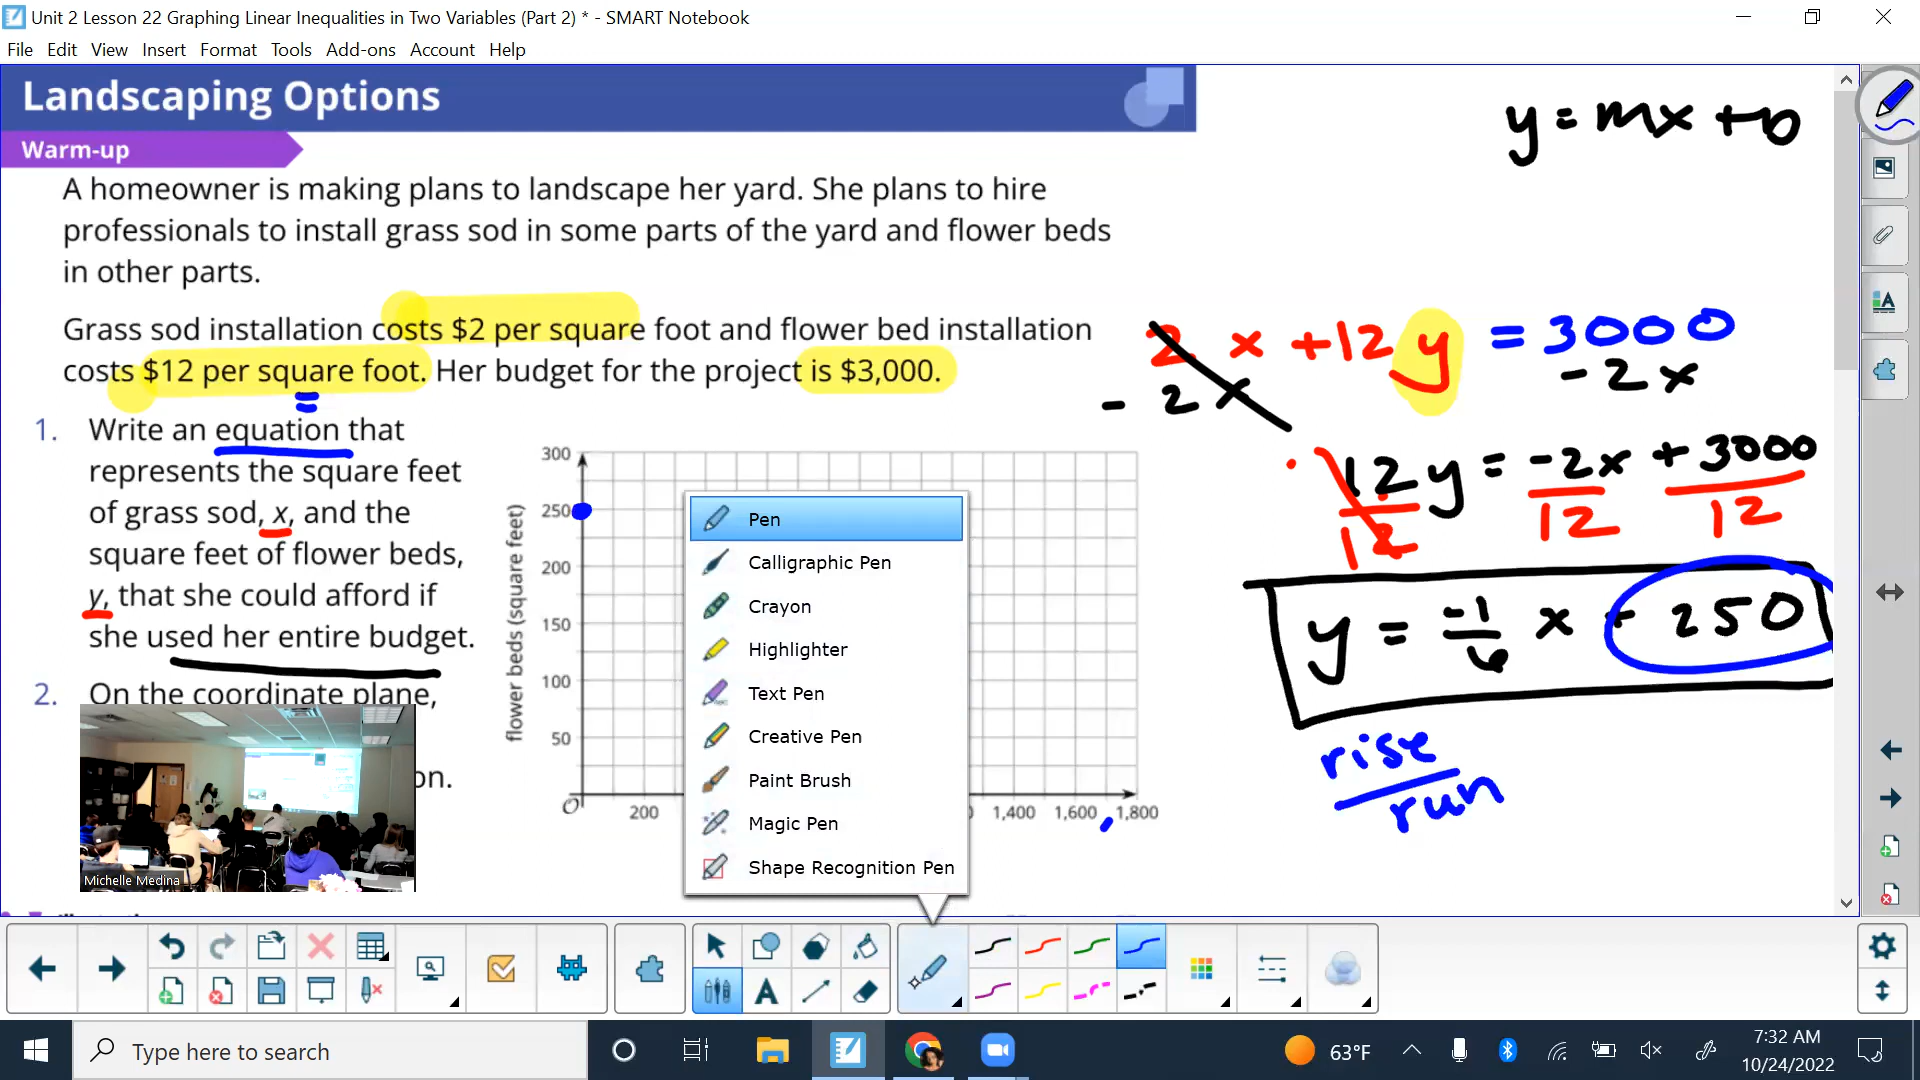 Unit 2 Lesson 22 Graphing Linear Inequalities in Two Variables (Part 2) * - SMART Notebook
File Edit View Insert Format Tools Add-ons Account Help
Landscaping Options
Warm-up
A homeowner is making plans to landscape her yard. She plans to hire
professionals to install grass sod in some parts of the yard and flower beds
in other parts.
Grass sod installation costs $2 per square foot and flower bed installation
costs $12 per square foot. Her budget for the project is $3,000.
1. Write an equation that
represents the square feet
of grass sod, x, and the
square feet of flower beds,
y, that she could afford if
she used her entire budget.
2. On the coordinate plane,
on.
Michelle Medina
flower beds (square feet)
300
250
200
150
100
50
O
200
1,400
1,600
1,800
Pen
Calligraphic Pen
Crayon
Highlighter
Text Pen
Creative Pen
Paint Brush
Magic Pen
Shape Recognition Pen
y = mx + b
2 x + 12 y = 3000
- 2 x - 2 x
12 y = -2x + 3000
12 12 12
y = -1/6 x + 250
rise
run
A
Type here to search
63°F
7:32 AM
10/24/2022